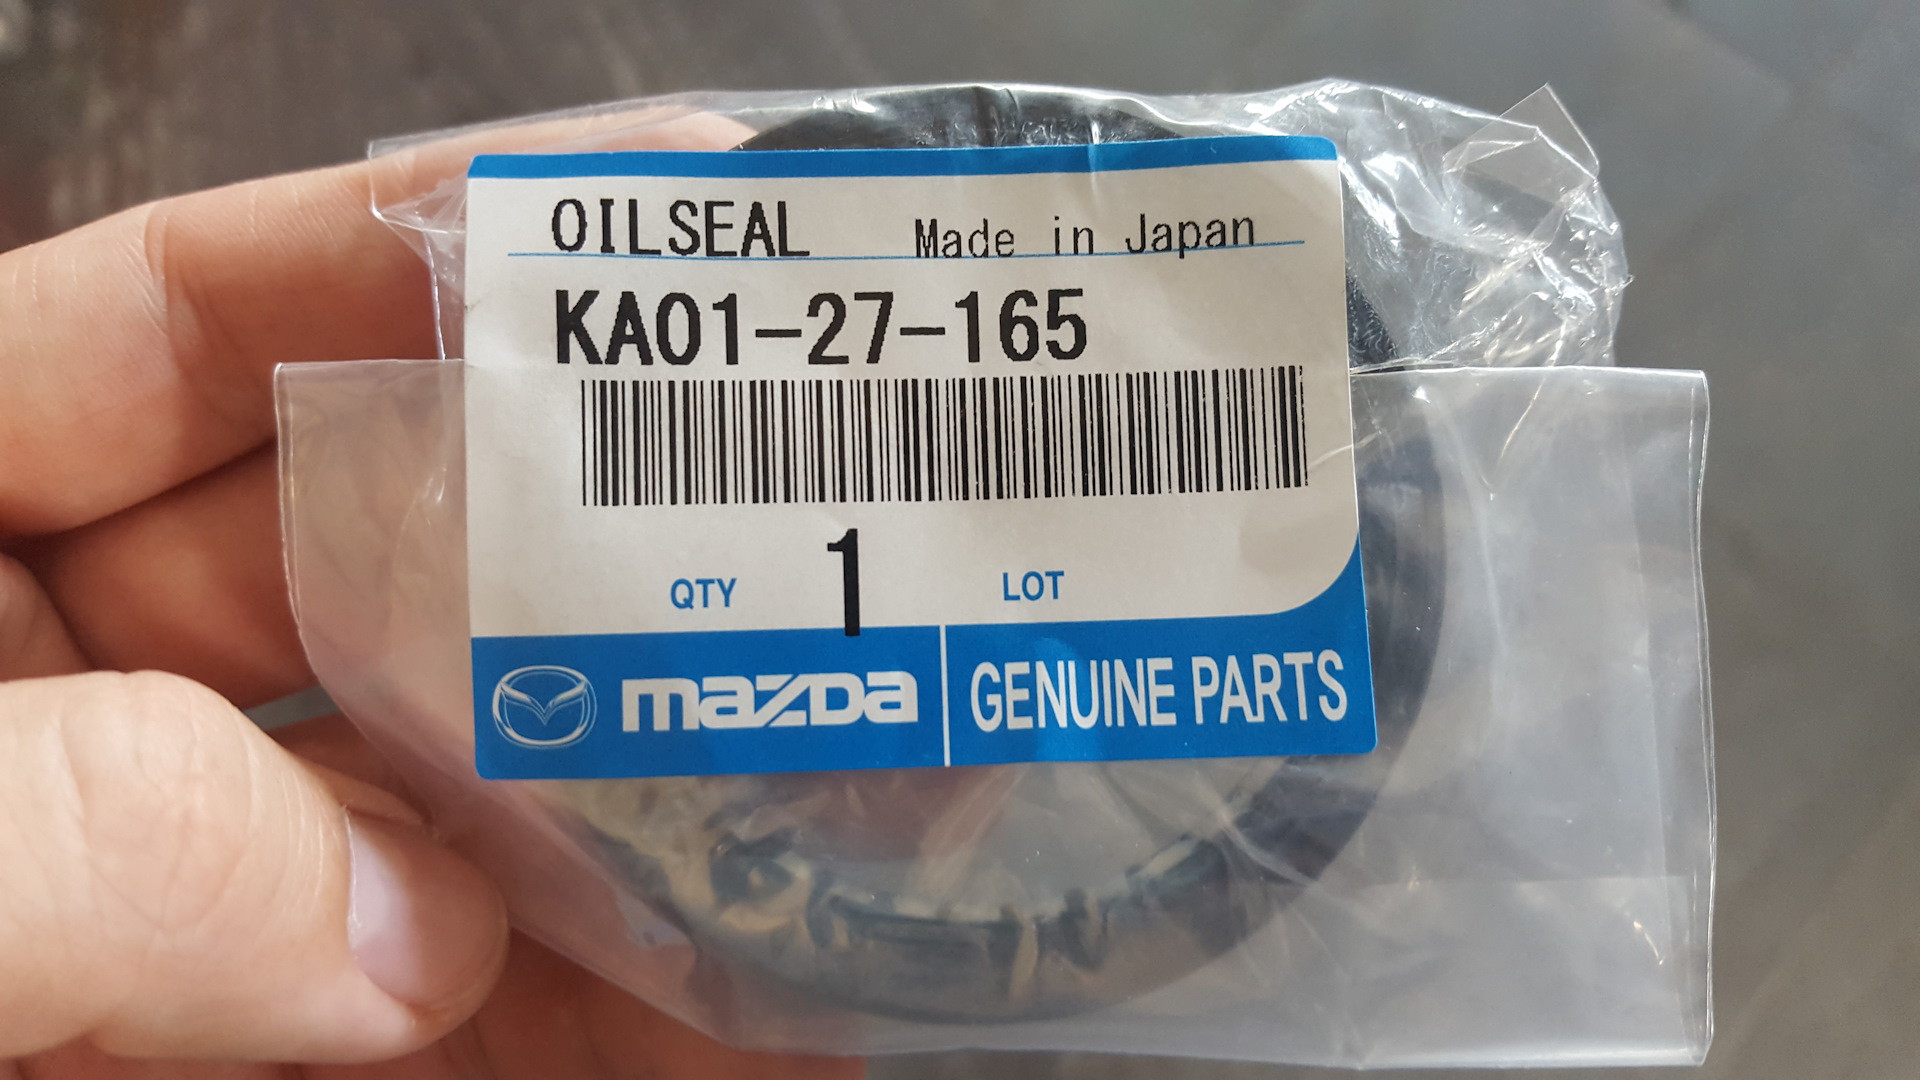 OILSEAL Made in Japan
KA01-27-165
QTY 1 LOT
mazda GENUINE PARTS